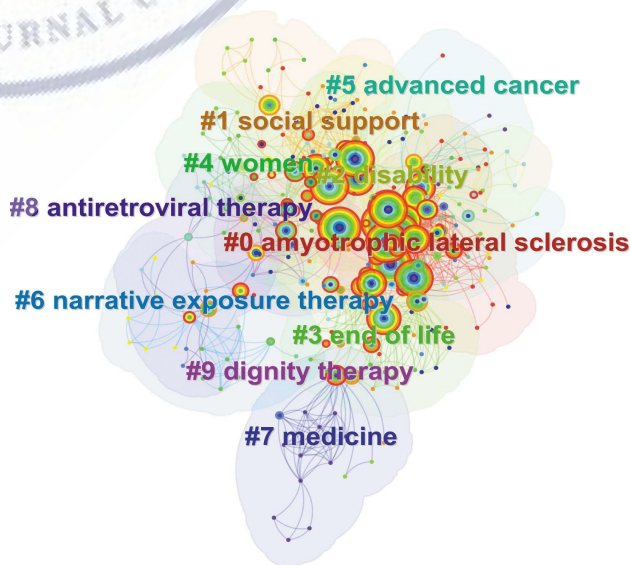 URNAL
#5 advanced cancer
#1 social support
#4 women
#2 disability
#8 antiretroviral therapy
#0 amyotrophic lateral sclerosis
#6 narrative exposure therapy
#3 end of life
#9 dignity therapy
#7 medicine